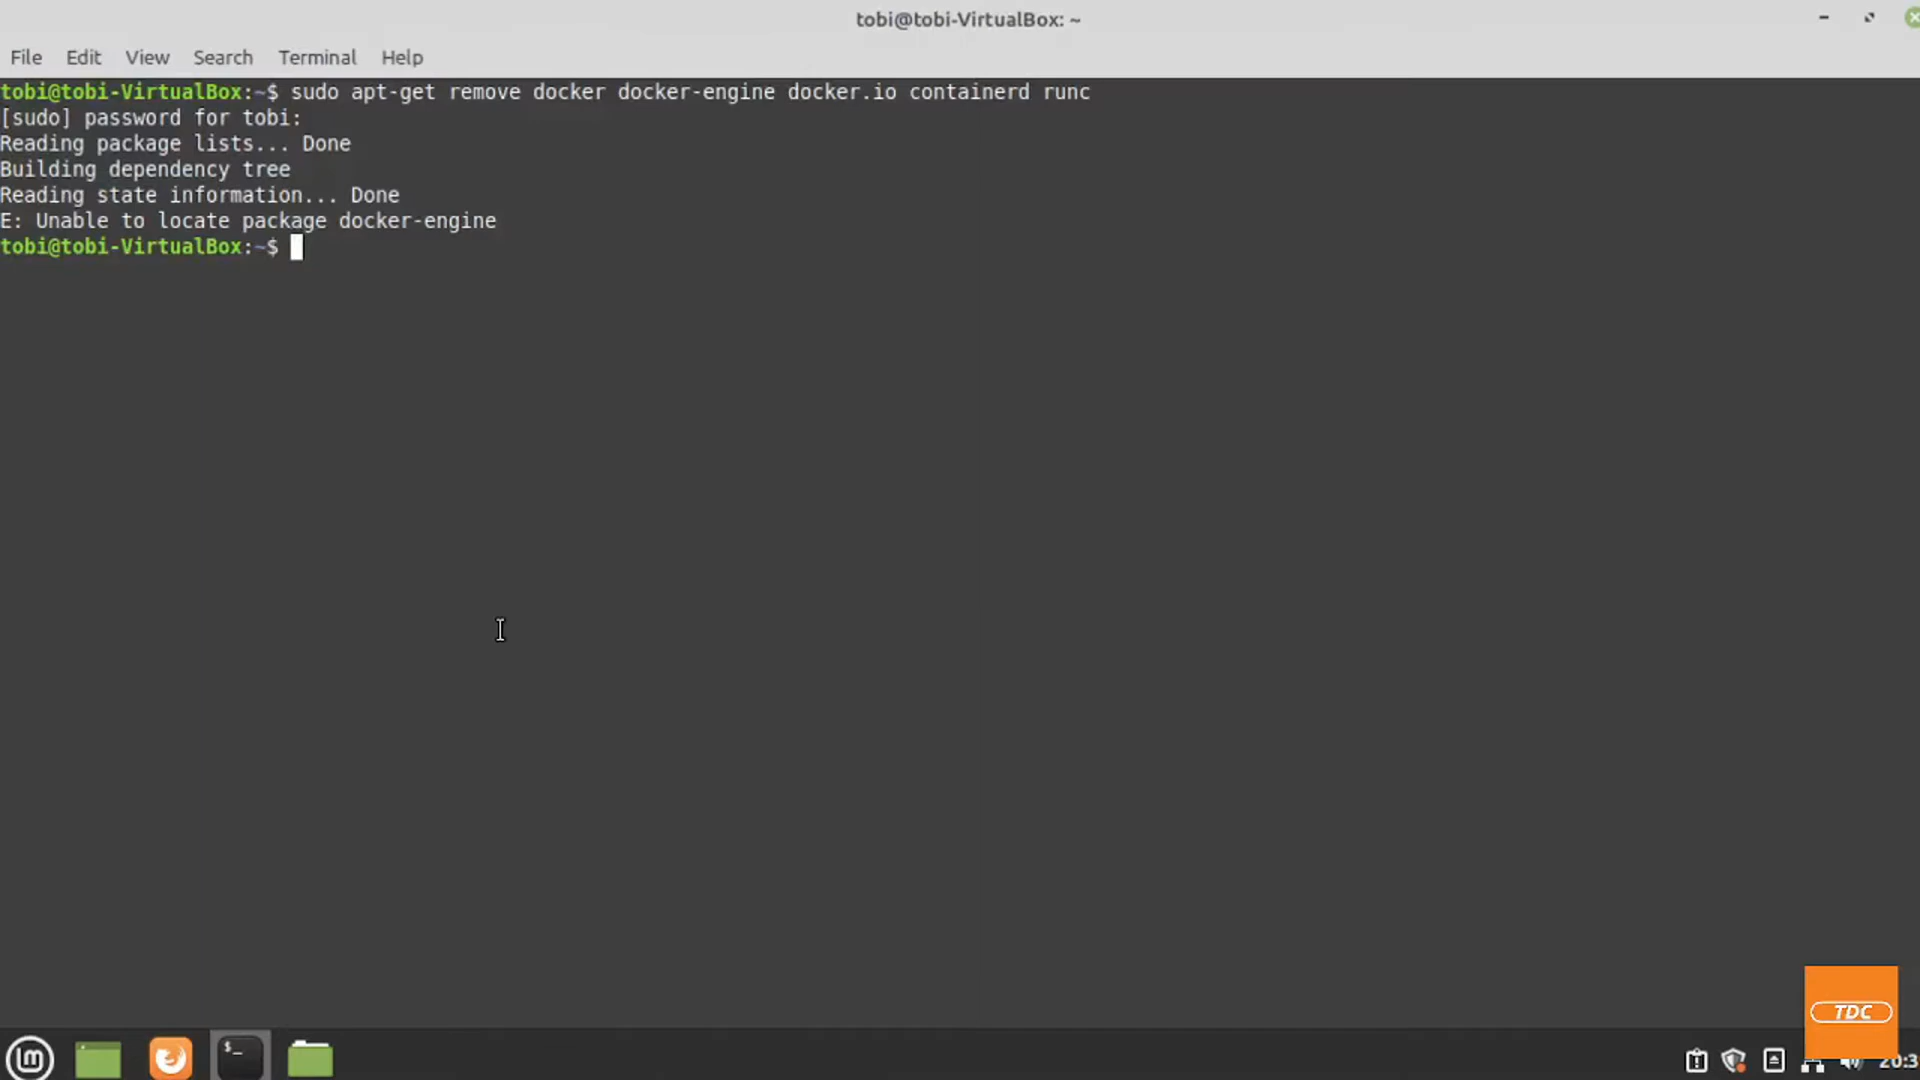 tobi@tobi-VirtualBox: ~
File Edit View Search Terminal Help
tobi@tobi-VirtualBox:~$ sudo apt-get remove docker docker-engine docker.io containerd runc
[sudo] password for tobi:
Reading package lists... Done
Building dependency tree
Reading state information... Done
E: Unable to locate package docker-engine
tobi@tobi-VirtualBox:~$
TDC
$_
20:3